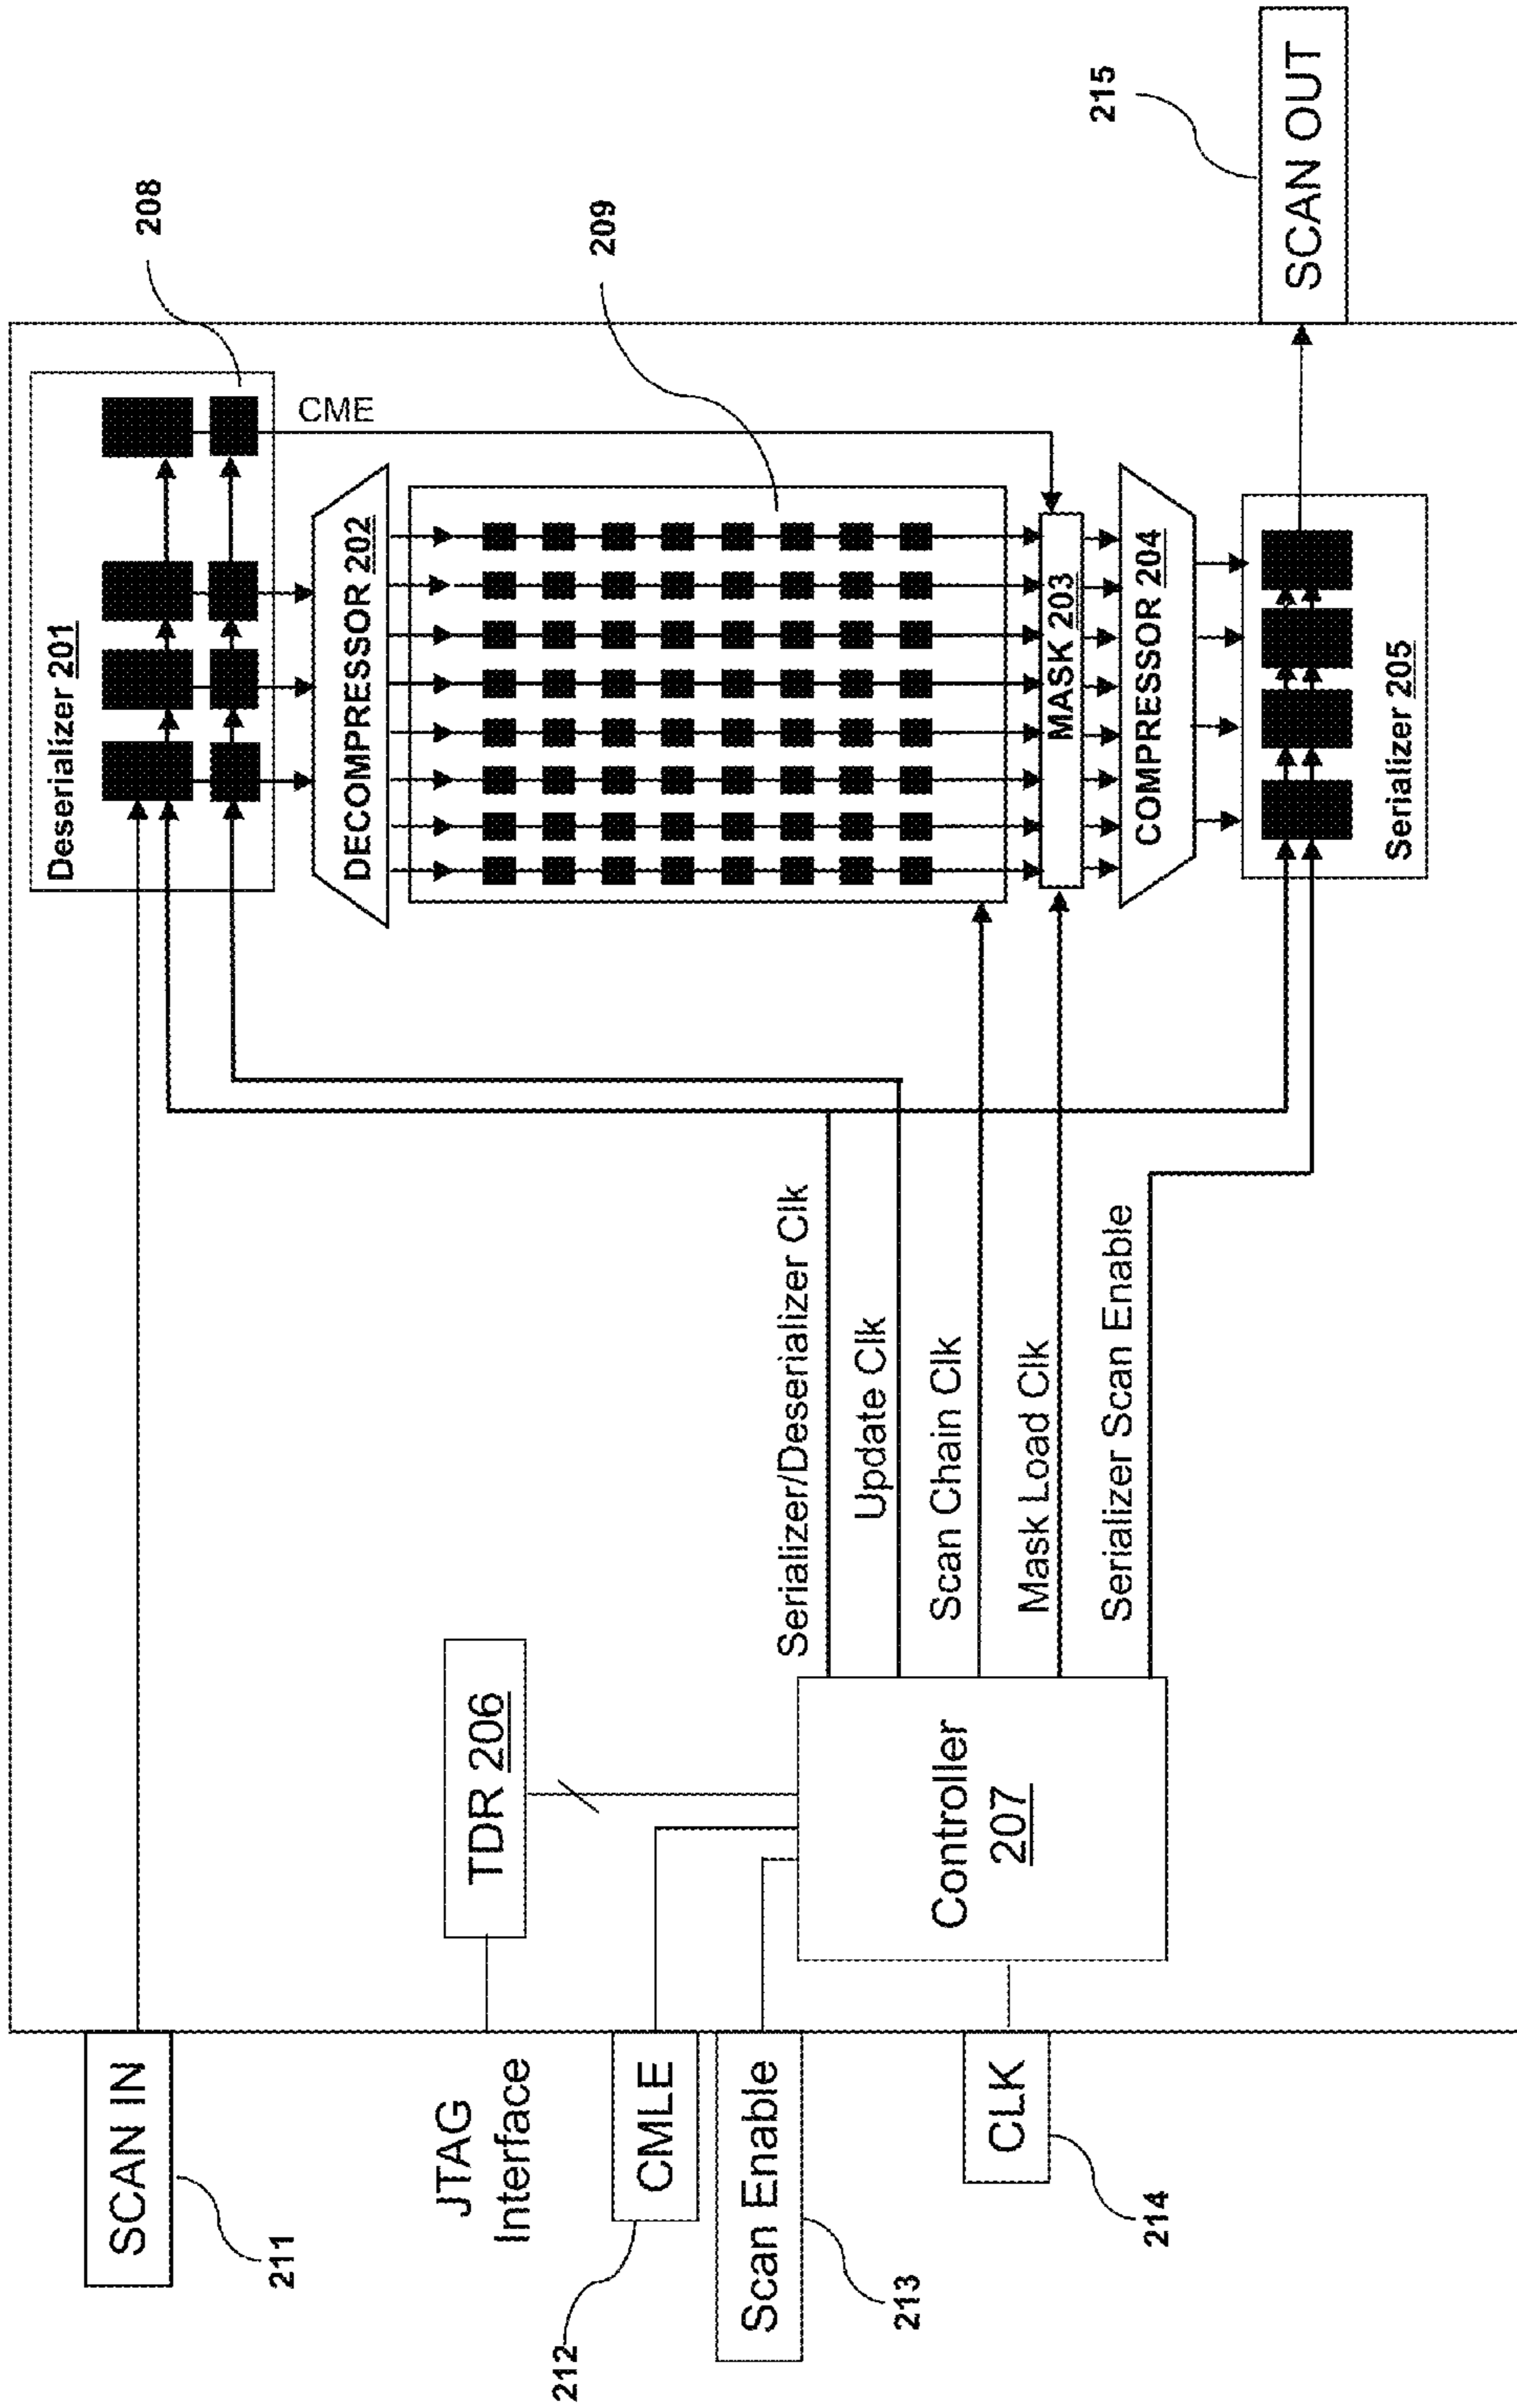 SCAN IN
211
JTAG
Interface
CMLE
212
Scan Enable
213
CLK
214
TDR 206
Controller
207
Serializer/Deserializer Clk
Update Clk
Scan Chain Clk
Mask Load Clk
Serializer Scan Enable
Deserializer 201
208
CME
DECOMPRESSOR 202
209
MASK 203
COMPRESSOR 204
Serializer 205
SCAN OUT
215